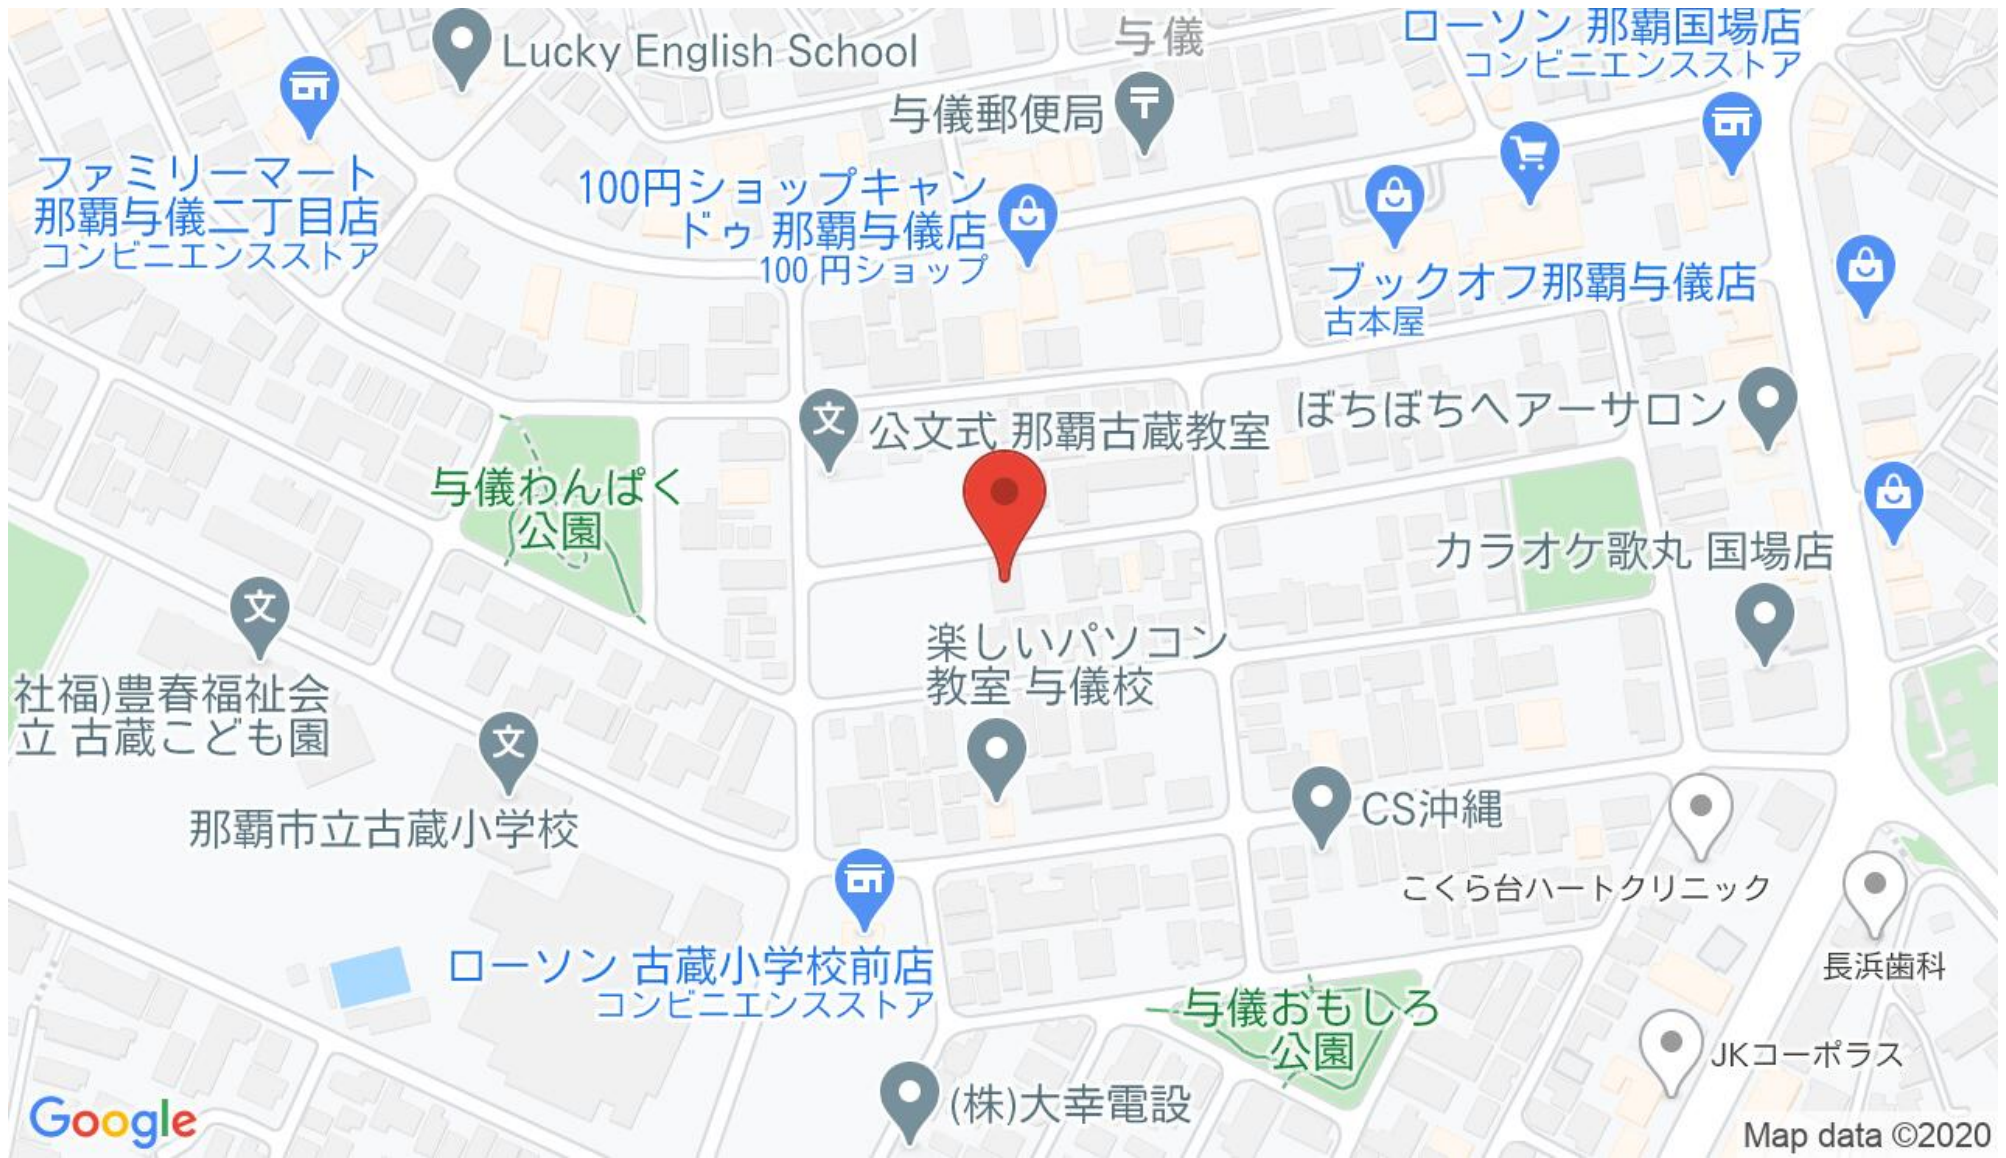 Lucky English School
与儀
ローソン 那覇国場店
コンビニエンスストア
与儀郵便局
ファミリーマート
那覇与儀二丁目店
コンビニエンスストア
100円ショップキャン
ドゥ 那覇与儀店
100 円ショップ
ブックオフ那覇与儀店
古本屋
公文式 那覇古蔵教室
ぼちぼちヘアーサロン
与儀わんぱく
公園
カラオケ歌丸 国場店
楽しいパソコン
教室 与儀校
社福)豊春福祉会
立 古蔵こども園
那覇市立古蔵小学校
CS沖縄
こくら台ハートクリニック
ローソン 古蔵小学校前店
コンビニエンスストア
長浜歯科
与儀おもしろ
公園
JKコーポラス
(株)大幸電設
Google
Map data ©2020